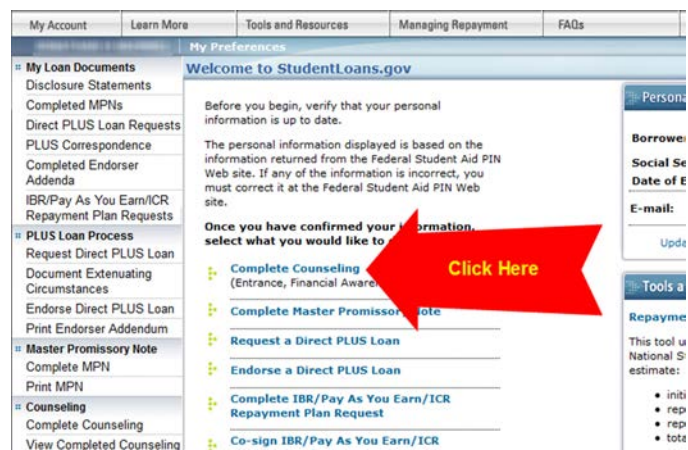 My Account Learn More Tools and Resources Managing Repayment FAQs
My Preferences
My Loan Documents
Disclosure Statements
Completed MPNs
Direct PLUS Loan Requests
PLUS Correspondence
Completed Endorser
Addenda
IBR/Pay As You Earn/ICR
Repayment Plan Requests
PLUS Loan Process
Request Direct PLUS Loan
Document Extenuating
Circumstances
Endorse Direct PLUS Loan
Print Endorser Addendum
Master Promissory Note
Complete MPN
Print MPN
Counseling
Complete Counseling
View Completed Counseling
Welcome to StudentLoans.gov
Before you begin, verify that your personal
information is up to date.
The personal information displayed is based on the
information returned from the Federal Student Aid PIN
Web site. If any of the information is incorrect, you
must correct it at the Federal Student Aid PIN Web
site.
Once you have confirmed your information,
select what you would like to
Complete Counseling
(Entrance, Financial
Click Here
Complete Master Promissory Note
Request a Direct PLUS Loan
Endorse a Direct PLUS Loan
Complete IBR/Pay As You Earn/ICR
Repayment Plan Request
Co-sign IBR/Pay As You Earn/ICR
Persona
Borrowe
Social Se
Date of
E-mail:
Upda
Tools a
Repayme
This tool u
National S
estimate:
initi
rep
rep
tota